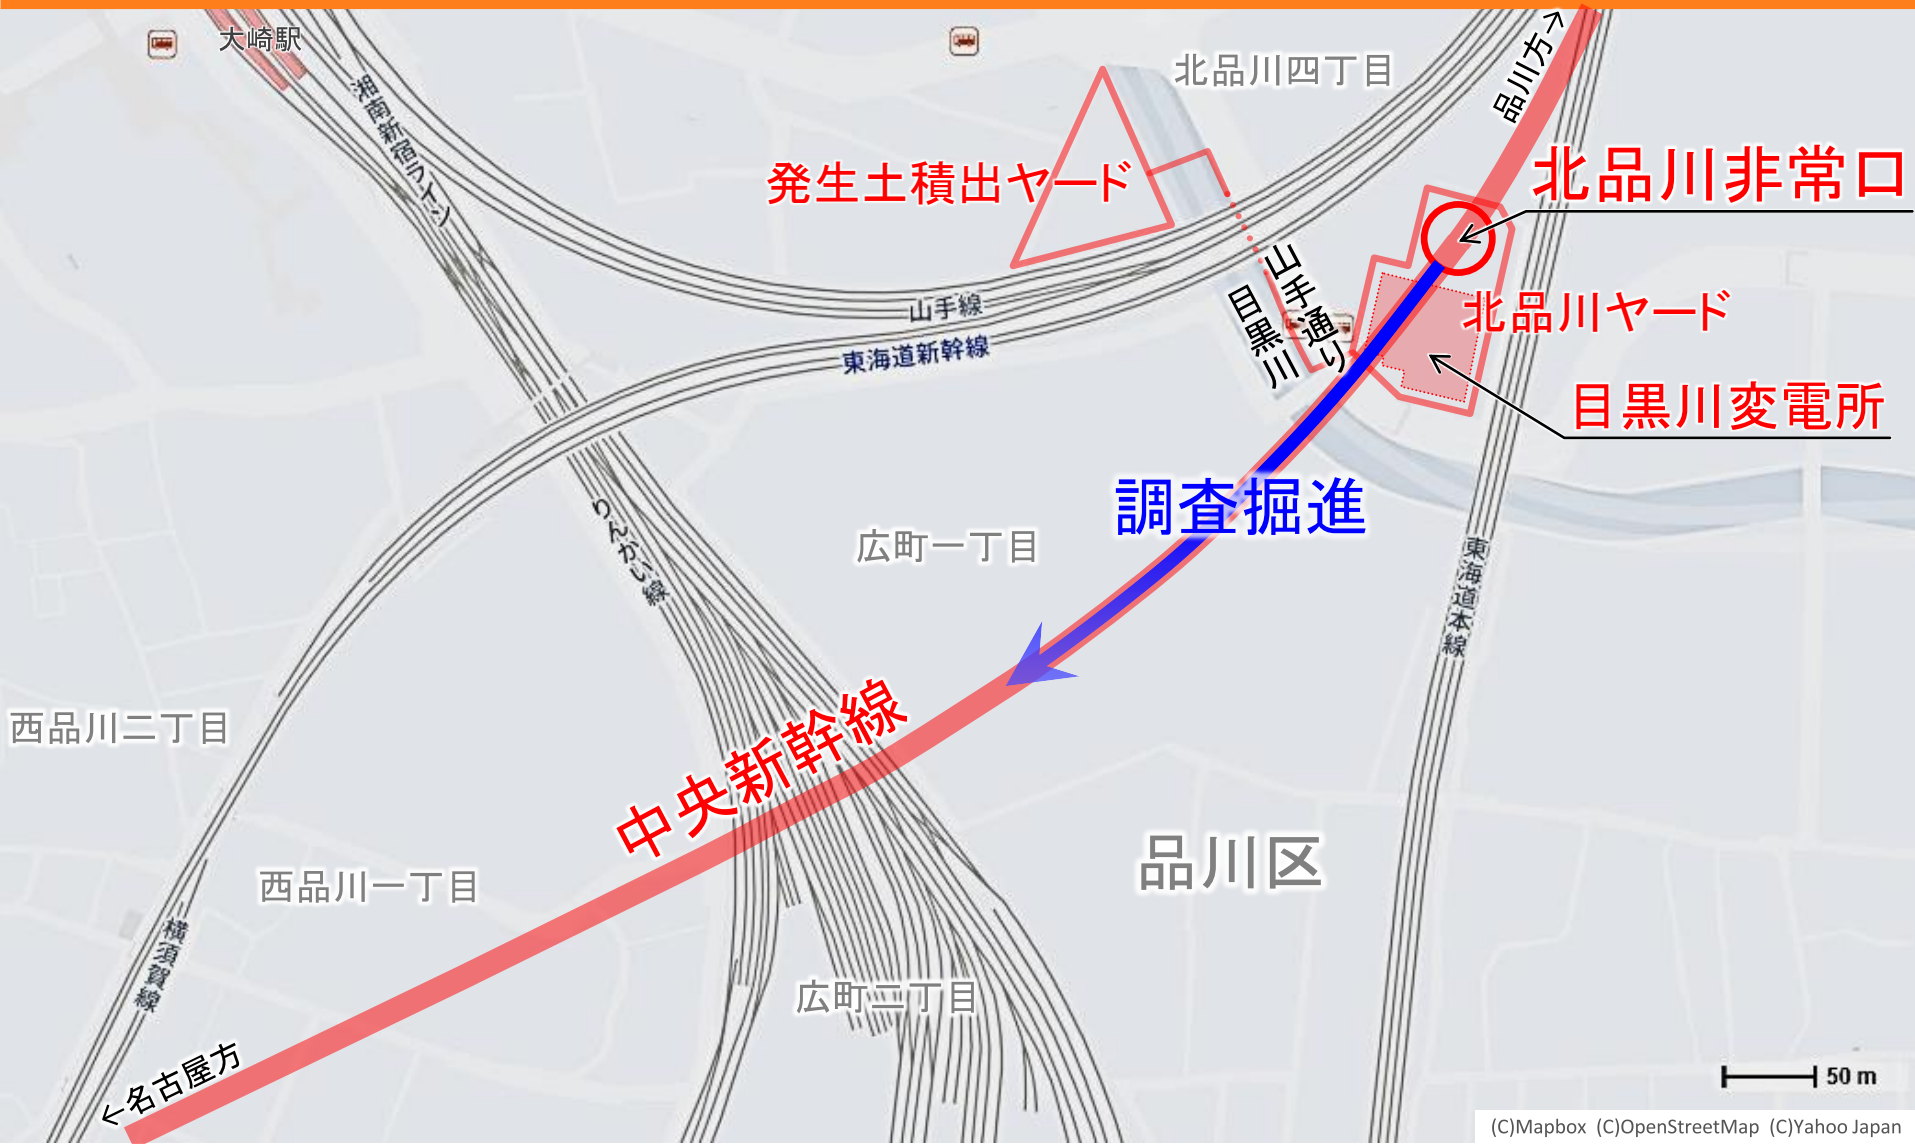 大崎駅
湘南新宿ライン
北品川四丁目
品川方→
発生土積出ヤード
北品川非常口
山手通り
目黒川
北品川ヤード
山手線
東海道新幹線
目黒川変電所
調査掘進
りんかい線
広町一丁目
東海道本線
中央新幹線
西品川二丁目
品川区
西品川一丁目
横須賀線
広町二丁目
←名古屋方
50 m
(C)Mapbox (C)OpenStreetMap (C)Yahoo Japan